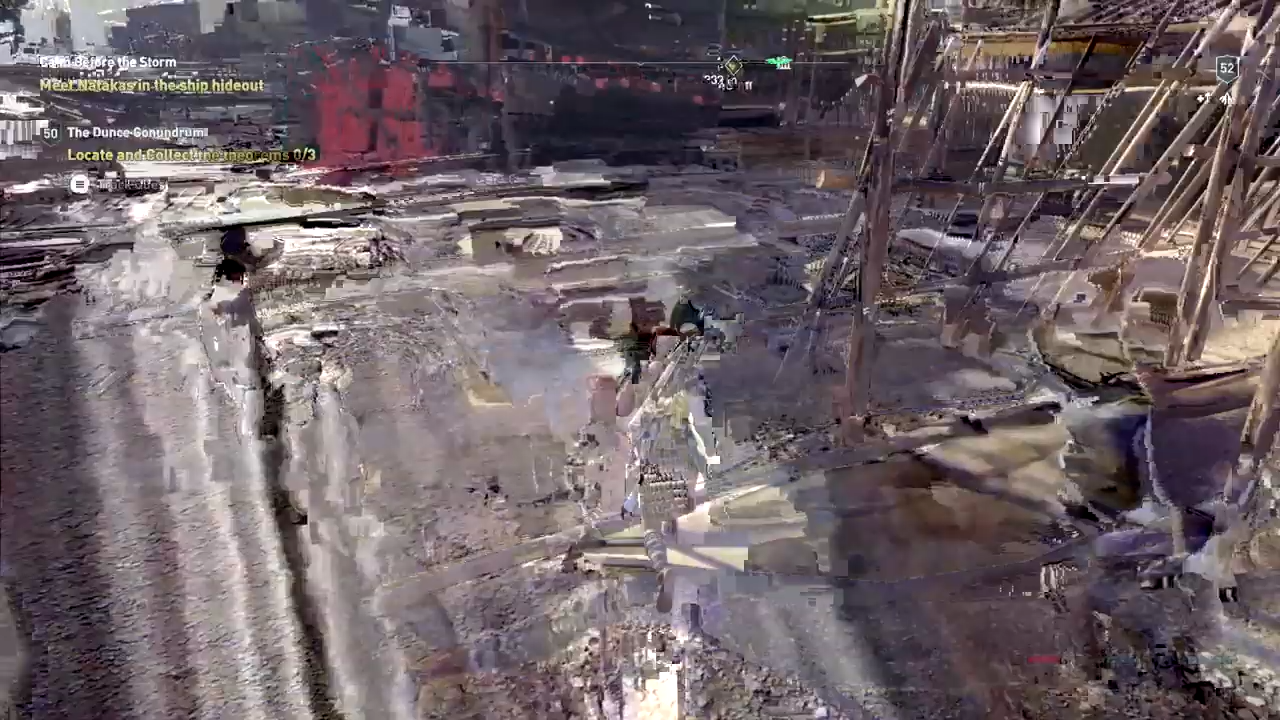 Calm Before the Storm
Meet Natakas in the ship hideout
50 The Dunce Conundrum
Locate and Collect the theorems 0/3
52